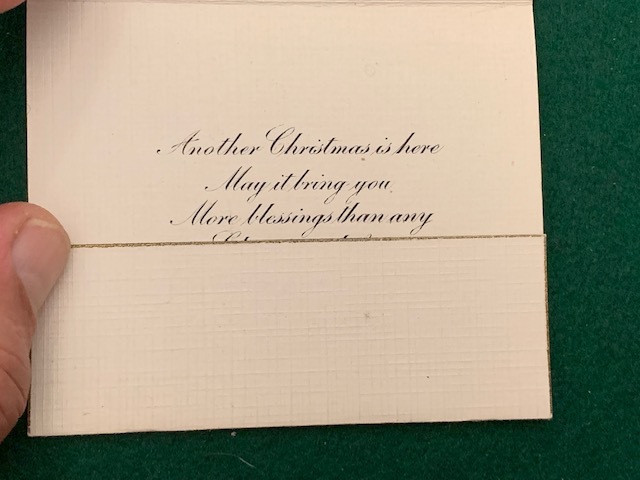 Another Christmas is here
May it bring you
More blessings than any